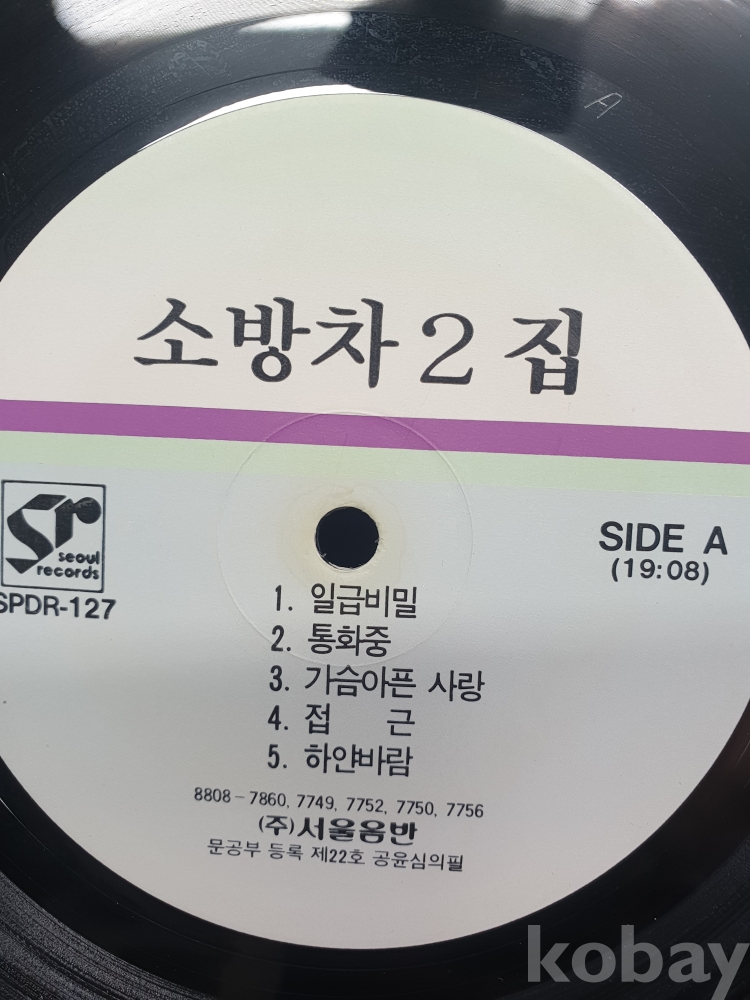 A
소방차 2 집
sr
seoul
records
SPDR-127
SIDE A
(19:08)
1. 일급비밀
2. 통화중
3. 가슴아픈 사랑
4. 접 근
5. 하얀바람
8808-7860, 7749, 7752, 7750, 7756
(주)서울음반
문공부 등록 제22호 공윤심의필
kobay